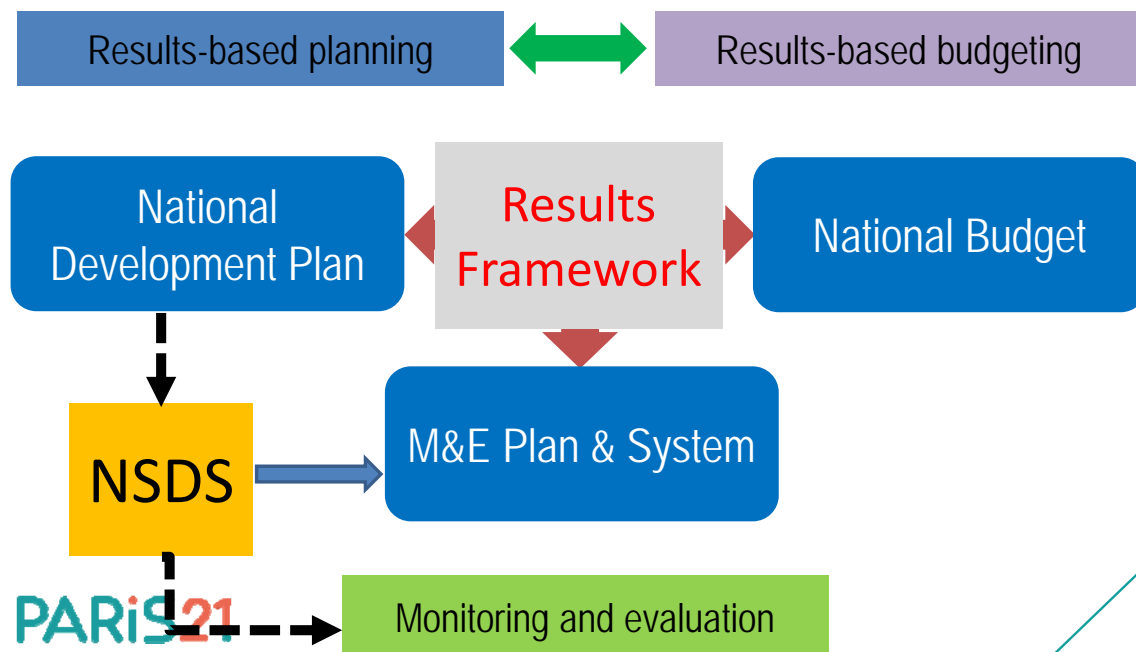 Results-based planning
Results-based budgeting
National
Development Plan
Results
Framework
National Budget
NSDS
M&E Plan & System
PARiS21
Monitoring and evaluation